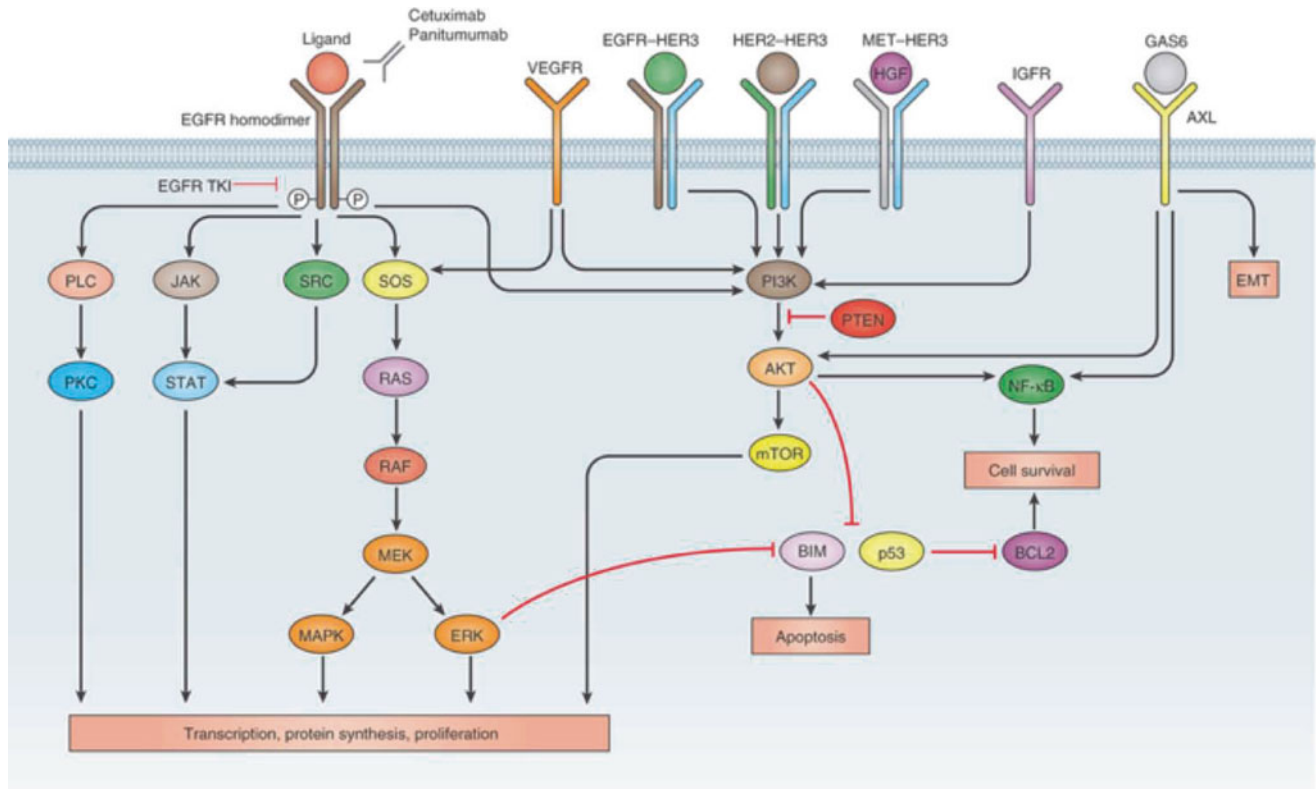 Cetuximab
Panitumumab
Ligand
EGFR–HER3
HER2–HER3
MET–HER3
GAS6
VEGFR
HGF
IGFR
EGFR homodimer
AXL
EGFR TKI
P
P
PLC
JAK
SRC
SOS
PI3K
EMT
PTEN
PKC
STAT
RAS
AKT
NF-κB
RAF
mTOR
Cell survival
MEK
BIM
p53
BCL2
MAPK
ERK
Apoptosis
Transcription, protein synthesis, proliferation